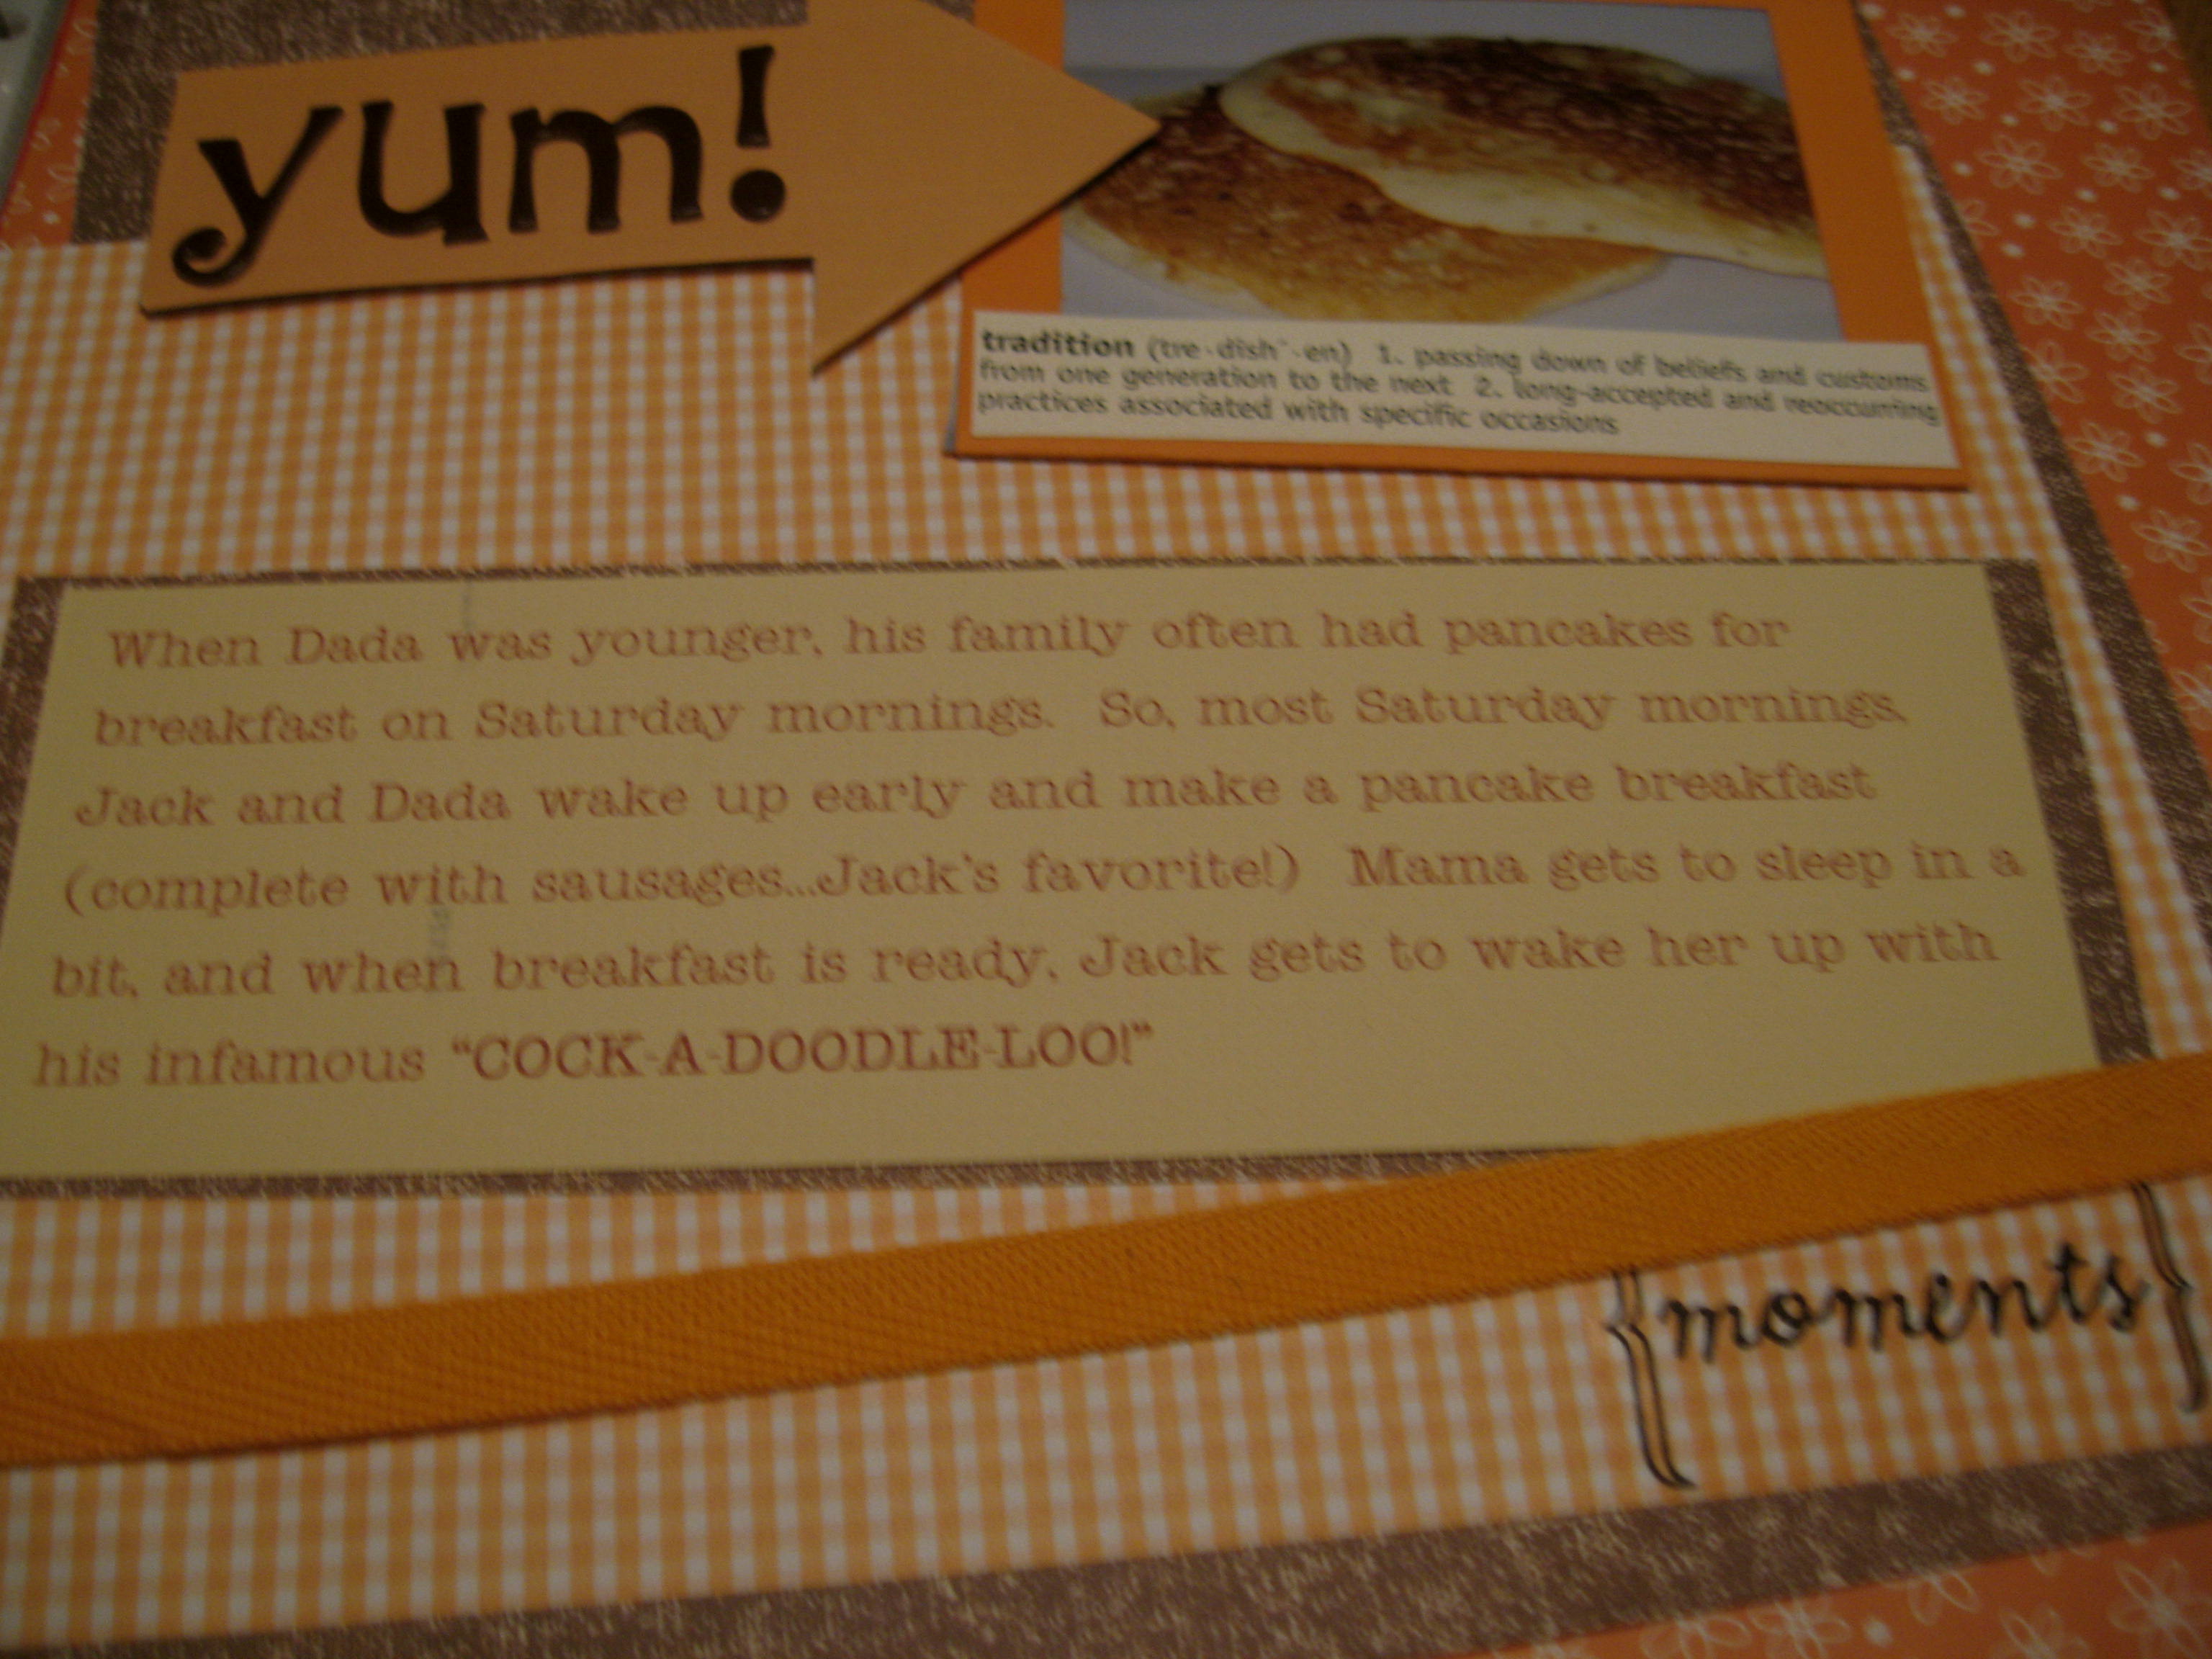 yum!
tradition (tre·dish´·en) 1. passing down of beliefs and customs
from one generation to the next 2. long-accepted and reoccurring
practices associated with specific occasions
When Dada was younger, his family often had pancakes for
breakfast on Saturday mornings. So, most Saturday mornings,
Jack and Dada wake up early and make a pancake breakfast
(complete with sausages...Jack's favorite!) Mama gets to sleep in a
bit, and when breakfast is ready, Jack gets to wake her up with
his infamous “COCK-A-DOODLE-LOO!”
{moments}